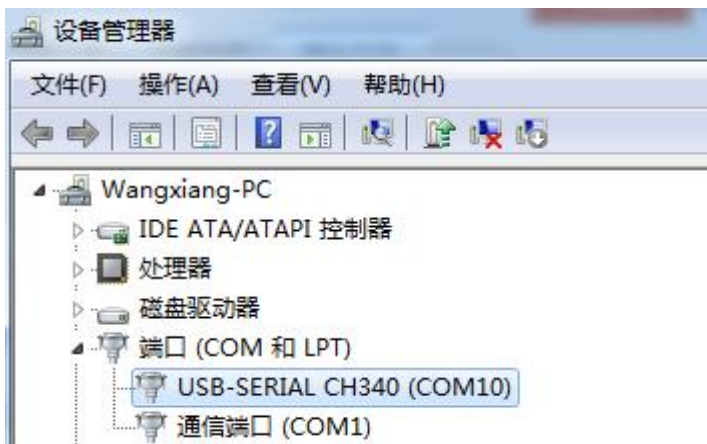 设备管理器
文件(F) 操作(A) 查看(V) 帮助(H)
Wangxiang-PC
IDE ATA/ATAPI 控制器
处理器
磁盘驱动器
端口 (COM 和 LPT)
USB-SERIAL CH340 (COM10)
通信端口 (COM1)